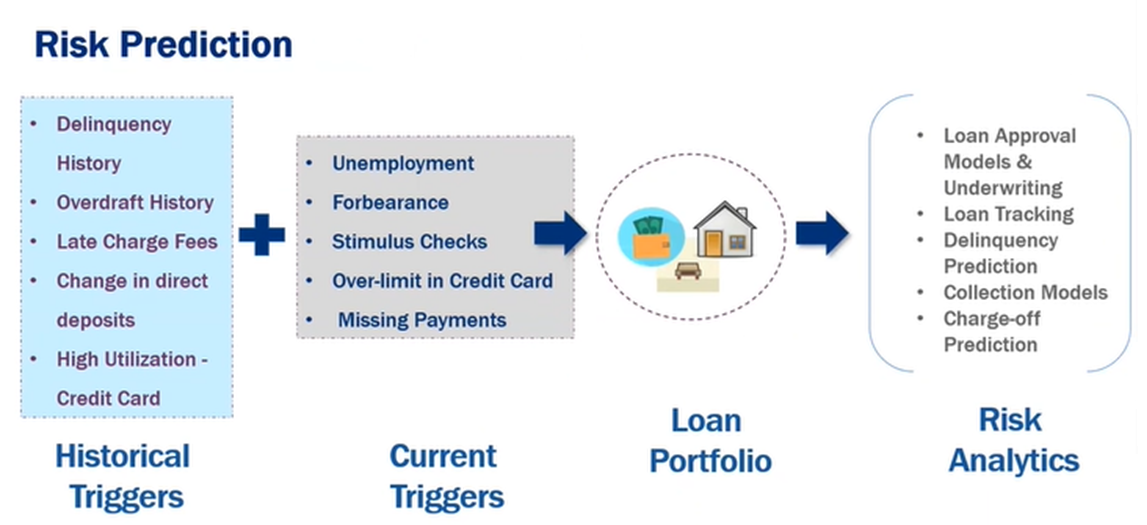 Risk Prediction
• Delinquency
History
• Overdraft History
• Late Charge Fees
• Change in direct
deposits
• High Utilization -
Credit Card
Historical
Triggers
• Unemployment
• Forbearance
• Stimulus Checks
• Over-limit in Credit Card
• Missing Payments
Current
Triggers
Loan
Portfolio
• Loan Approval
Models &
Underwriting
• Loan Tracking
• Delinquency
Prediction
• Collection Models
• Charge-off
Prediction
Risk
Analytics